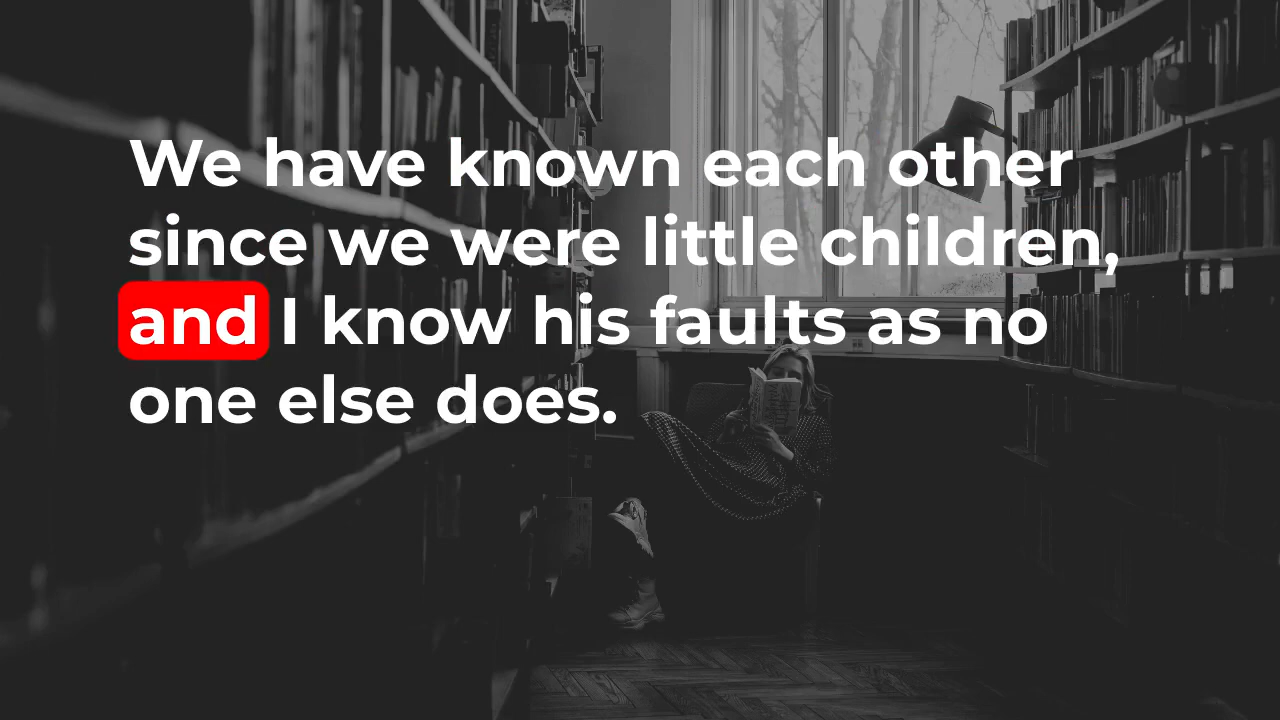 We have known each other
since we were little children,
and I know his faults as no
one else does.